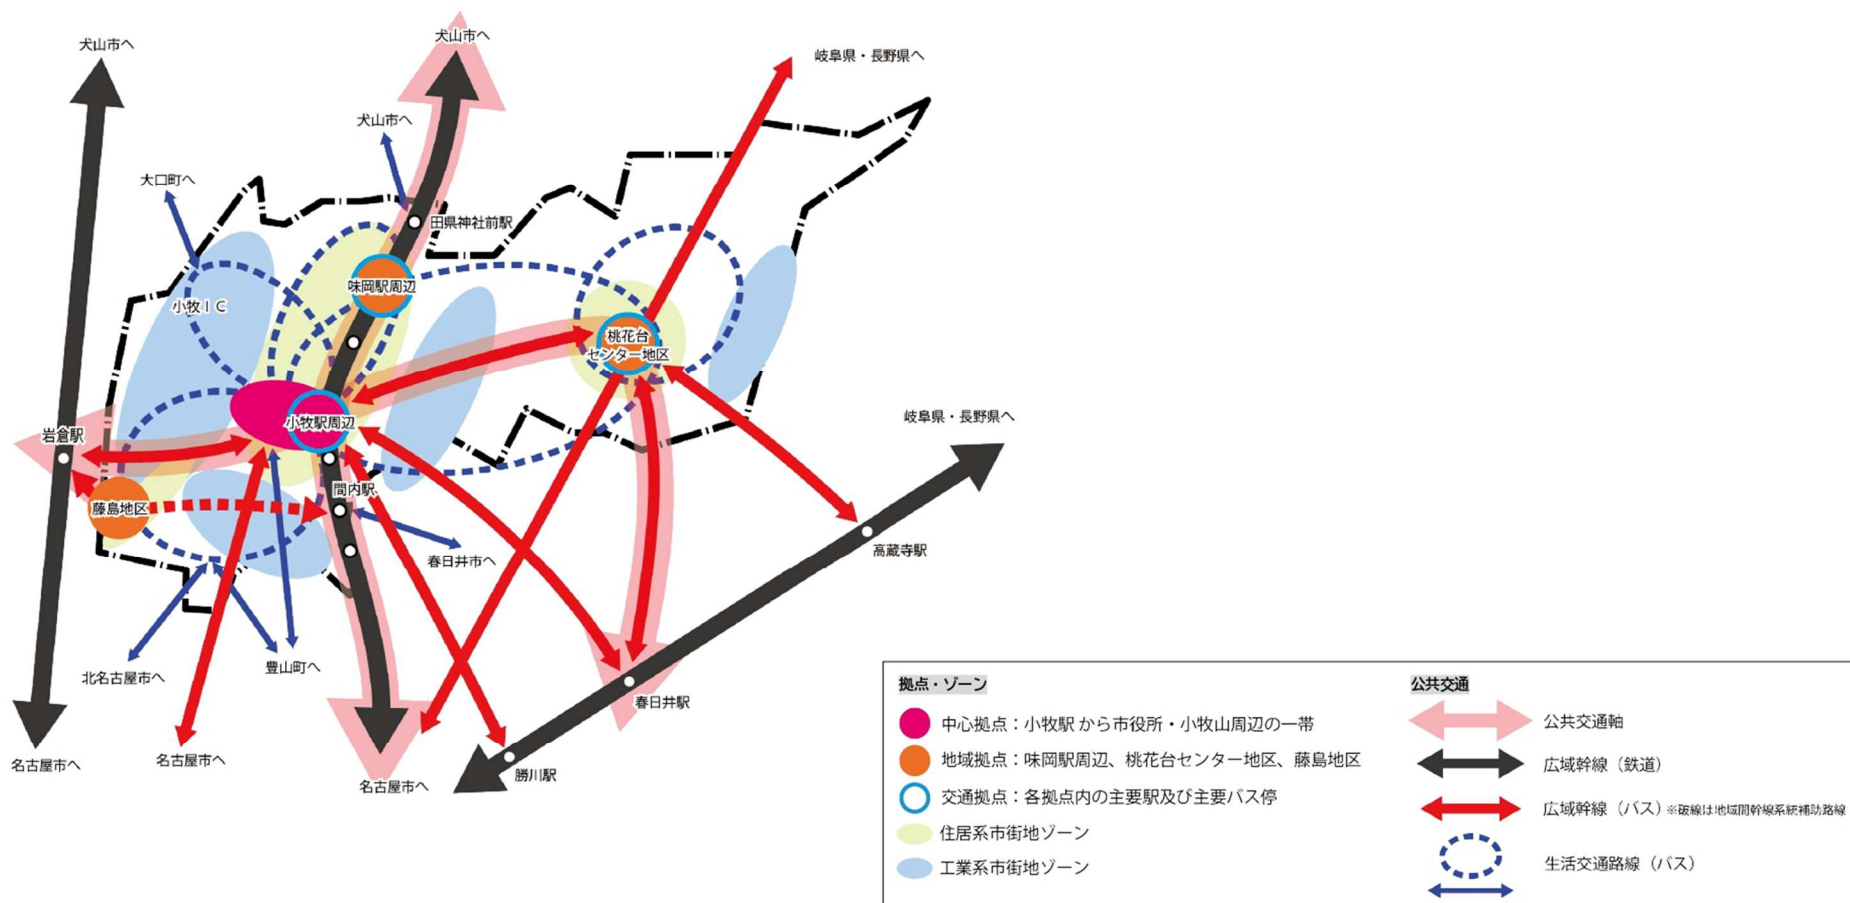 犬山市へ
犬山市へ
岐阜県・長野県へ
犬山市へ
大口町へ
田県神社前駅
味岡駅周辺
小牧IC
桃花台
センター地区
小牧駅周辺
岩倉駅
岐阜県・長野県へ
間内駅
藤島地区
春日井市へ
高蔵寺駅
北名古屋市へ
豊山町へ
春日井駅
名古屋市へ
名古屋市へ
名古屋市へ
勝川駅
拠点・ゾーン
中心拠点：小牧駅から市役所・小牧山周辺の一帯
地域拠点：味岡駅周辺、桃花台センター地区、藤島地区
交通拠点：各拠点内の主要駅及び主要バス停
住居系市街地ゾーン
工業系市街地ゾーン
公共交通
公共交通軸
広域幹線（鉄道）
広域幹線（バス）※破線は地域間幹線系統補助路線
生活交通路線（バス）